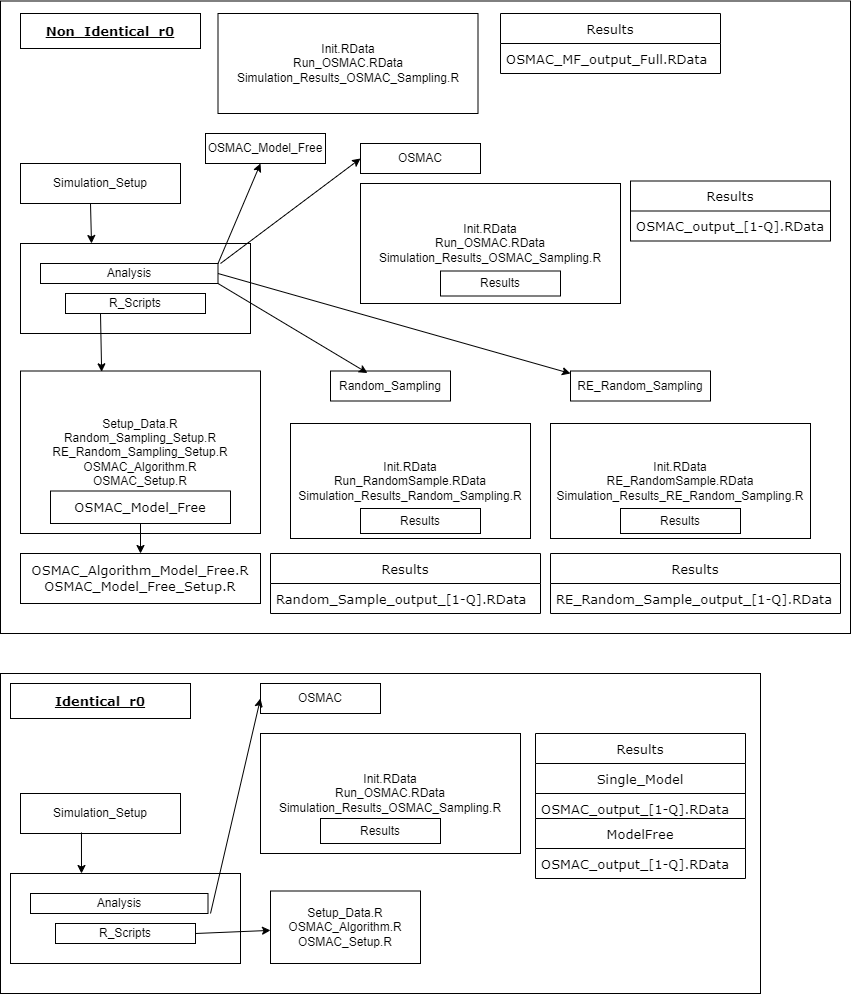 Non_Identical_r0
Init.RData
Run_OSMAC.RData
Simulation_Results_OSMAC_Sampling.R
Results
OSMAC_MF_output_Full.RData
OSMAC_Model_Free
OSMAC
Simulation_Setup
Init.RData
Run_OSMAC.RData
Simulation_Results_OSMAC_Sampling.R
Results
Results
OSMAC_output_[1-Q].RData
Analysis
R_Scripts
Random_Sampling
RE_Random_Sampling
Setup_Data.R
Random_Sampling_Setup.R
RE_Random_Sampling_Setup.R
OSMAC_Algorithm.R
OSMAC_Setup.R
OSMAC_Model_Free
Init.RData
Run_RandomSample.RData
Simulation_Results_Random_Sampling.R
Results
Init.RData
RE_RandomSample.RData
Simulation_Results_RE_Random_Sampling.R
Results
OSMAC_Algorithm_Model_Free.R
OSMAC_Model_Free_Setup.R
Results
Random_Sample_output_[1-Q].RData
Results
RE_Random_Sample_output_[1-Q].RData
Identical_r0
OSMAC
Simulation_Setup
Init.RData
Run_OSMAC.RData
Simulation_Results_OSMAC_Sampling.R
Results
Results
Single_Model
OSMAC_output_[1-Q].RData
ModelFree
OSMAC_output_[1-Q].RData
Analysis
R_Scripts
Setup_Data.R
OSMAC_Algorithm.R
OSMAC_Setup.R